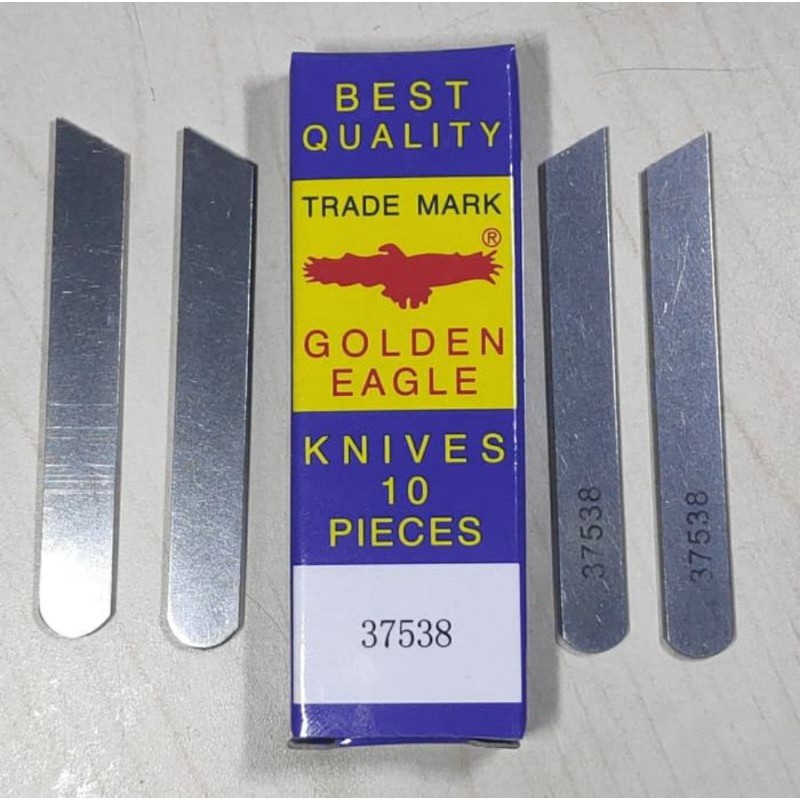 BEST
QUALITY
TRADE MARK
®
GOLDEN
EAGLE
KNIVES
10
PIECES
37538
37538
37538